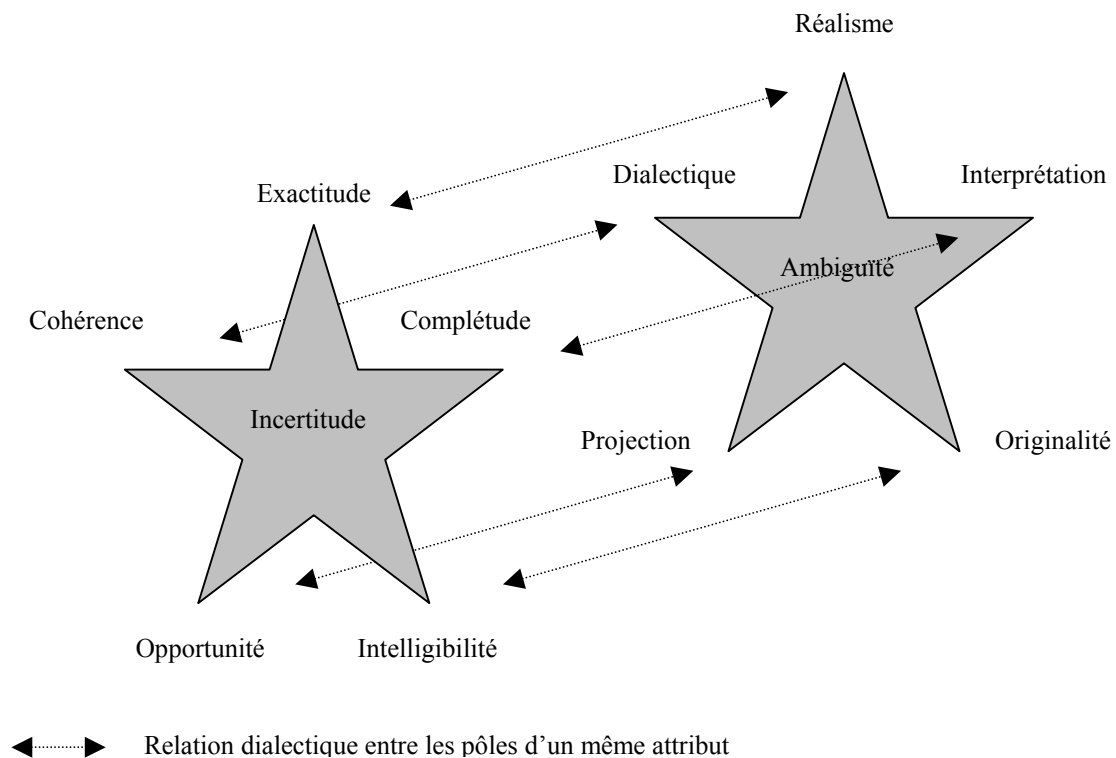 Réalisme
Dialectique
Interprétation
Exactitude
Ambiguïté
Cohérence
Complétude
Incertitude
Projection
Originalité
Opportunité
Intelligibilité
Relation dialectique entre les pôles d'un même attribut